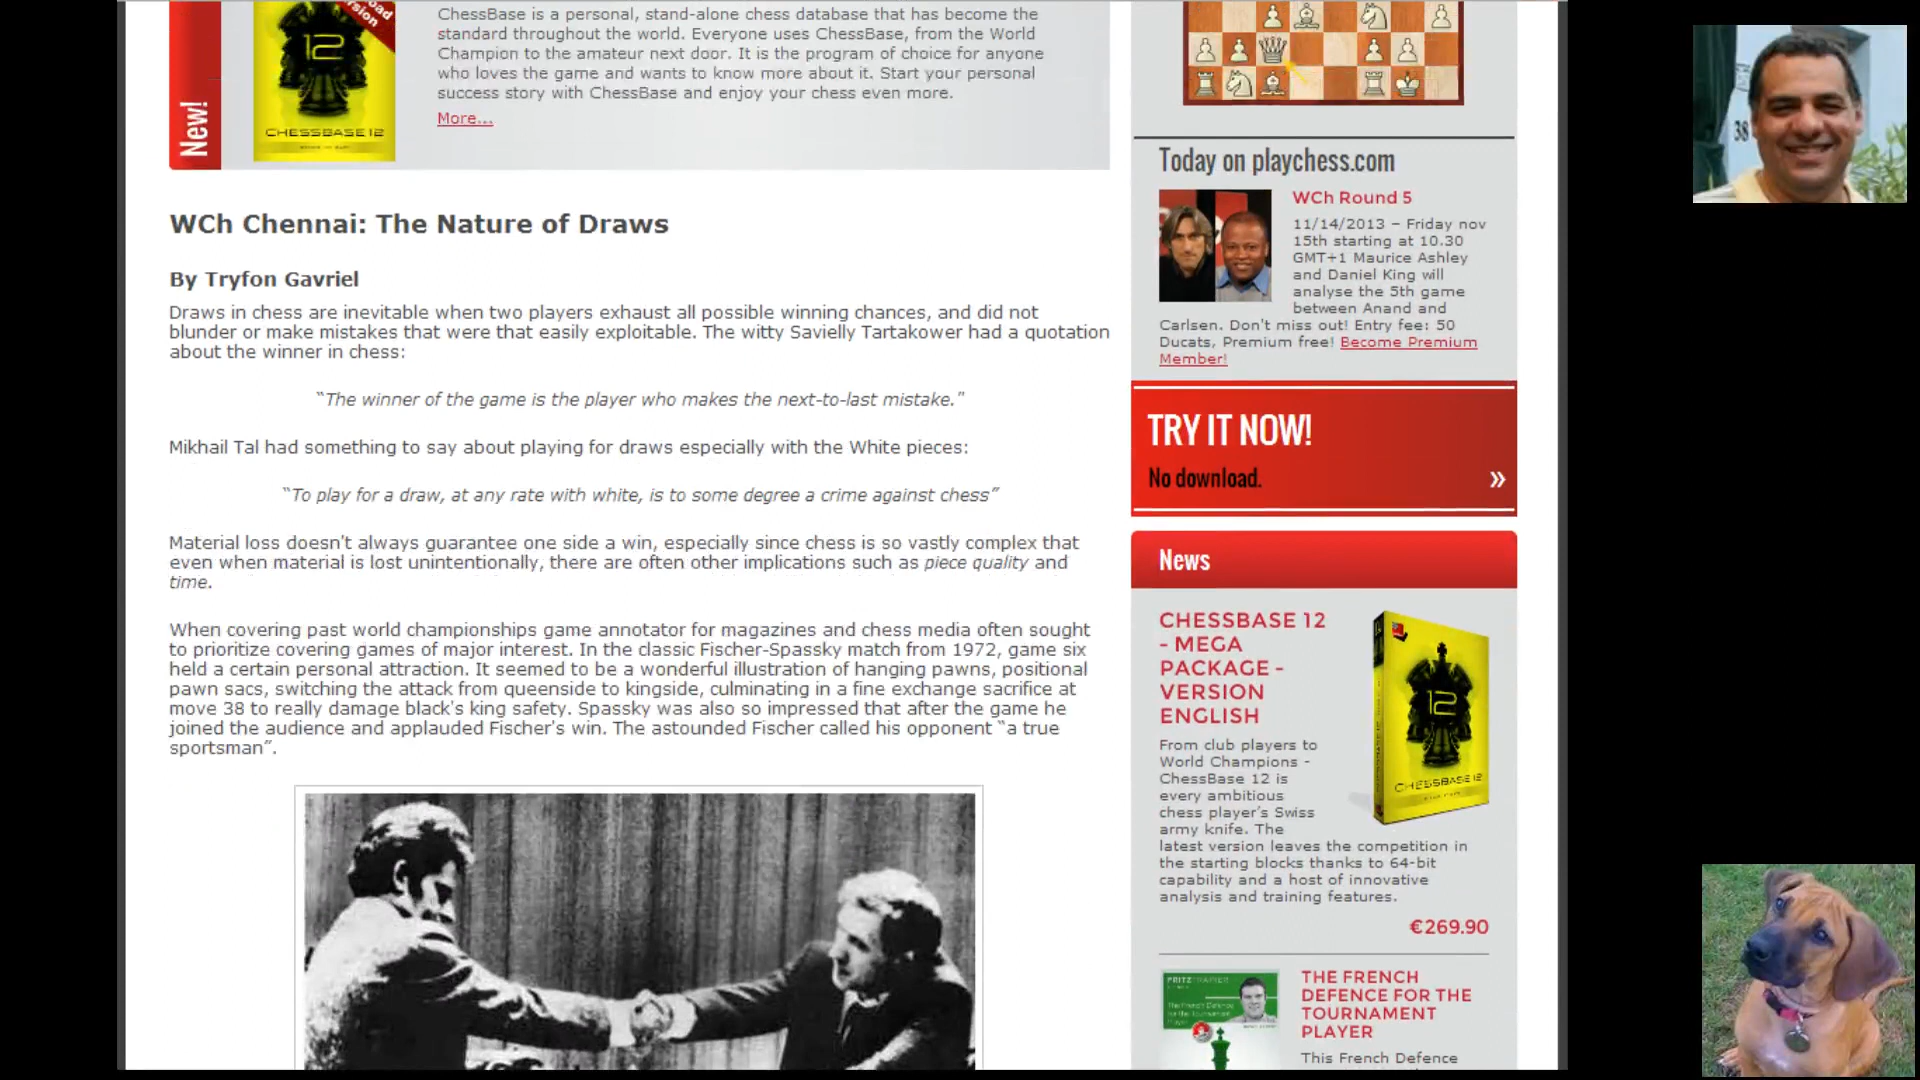 ChessBase is a personal, stand-alone chess database that has become the
standard throughout the world. Everyone uses ChessBase, from the World
Champion to the amateur next door. It is the program of choice for anyone
who loves the game and wants to know more about it. Start your personal
success story with ChessBase and enjoy your chess even more.
More...
New!
12
CHESSBASE 12
WCh Chennai: The Nature of Draws
By Tryfon Gavriel
Draws in chess are inevitable when two players exhaust all possible winning chances, and did not
blunder or make mistakes that were that easily exploitable. The witty Savielly Tartakower had a quotation
about the winner in chess:
“The winner of the game is the player who makes the next-to-last mistake."
Mikhail Tal had something to say about playing for draws especially with the White pieces:
“To play for a draw, at any rate with white, is to some degree a crime against chess”
Material loss doesn't always guarantee one side a win, especially since chess is so vastly complex that
even when material is lost unintentionally, there are often other implications such as piece quality and
time.
When covering past world championships game annotator for magazines and chess media often sought
to prioritize covering games of major interest. In the classic Fischer-Spassky match from 1972, game six
held a certain personal attraction. It seemed to be a wonderful illustration of hanging pawns, positional
pawn sacs, switching the attack from queenside to kingside, culminating in a fine exchange sacrifice at
move 38 to really damage black's king safety. Spassky was also so impressed that after the game he
joined the audience and applauded Fischer's win. The astounded Fischer called his opponent “a true
sportsman”.
Today on playchess.com
WCh Round 5
11/14/2013 – Friday nov
15th starting at 10.30
GMT+1 Maurice Ashley
and Daniel King will
analyse the 5th game
between Anand and
Carlsen. Don't miss out! Entry fee: 50
Ducats, Premium free! Become Premium
Member!
TRY IT NOW!
No download.
»
News
CHESSBASE 12
- MEGA
PACKAGE -
VERSION
ENGLISH
From club players to
World Champions -
ChessBase 12 is
every ambitious
chess player’s Swiss
army knife. The
latest version leaves the competition in
the starting blocks thanks to 64-bit
capability and a host of innovative
analysis and training features.
12
CHESSBASE 12
€269.90
THE FRENCH
DEFENCE FOR THE
TOURNAMENT
PLAYER
This French Defence
38